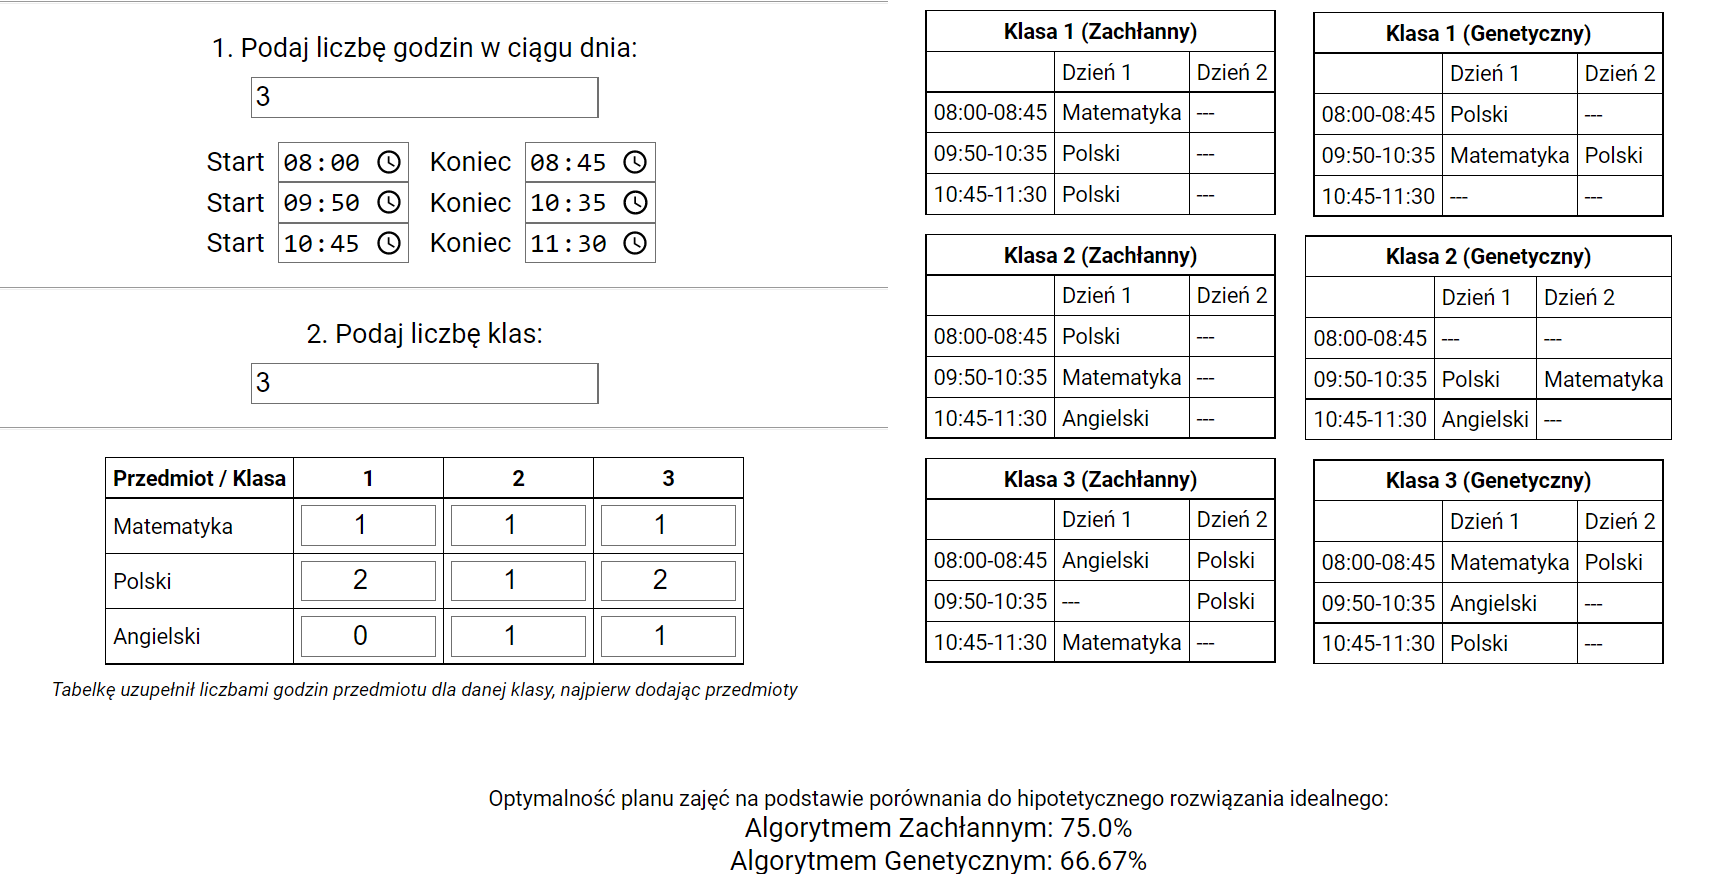 1. Podaj liczbę godzin w ciągu dnia:
3
Start 08:00 Koniec 08:45
Start 09:50 Koniec 10:35
Start 10:45 Koniec 11:30
2. Podaj liczbę klas:
3
Przedmiot / Klasa 1 2 3
Matematyka 1 1 1
Polski 2 1 2
Angielski 0 1 1
Tabelkę uzupełnił liczbami godzin przedmiotu dla danej klasy, najpierw dodając przedmioty
Klasa 1 (Zachłanny)
Dzień 1 Dzień 2
08:00-08:45 Matematyka ---
09:50-10:35 Polski ---
10:45-11:30 Polski ---
Klasa 2 (Zachłanny)
Dzień 1 Dzień 2
08:00-08:45 Polski ---
09:50-10:35 Matematyka ---
10:45-11:30 Angielski ---
Klasa 3 (Zachłanny)
Dzień 1 Dzień 2
08:00-08:45 Angielski Polski
09:50-10:35 --- Polski
10:45-11:30 Matematyka ---
Klasa 1 (Genetyczny)
Dzień 1 Dzień 2
08:00-08:45 Polski ---
09:50-10:35 Matematyka Polski
10:45-11:30 --- ---
Klasa 2 (Genetyczny)
Dzień 1 Dzień 2
08:00-08:45 --- ---
09:50-10:35 Polski Matematyka
10:45-11:30 Angielski ---
Klasa 3 (Genetyczny)
Dzień 1 Dzień 2
08:00-08:45 Matematyka Polski
09:50-10:35 Angielski ---
10:45-11:30 Polski ---
Optymalność planu zajęć na podstawie porównania do hipotetycznego rozwiązania idealnego:
Algorytmem Zachłannym: 75.0%
Algorytmem Genetycznym: 66.67%